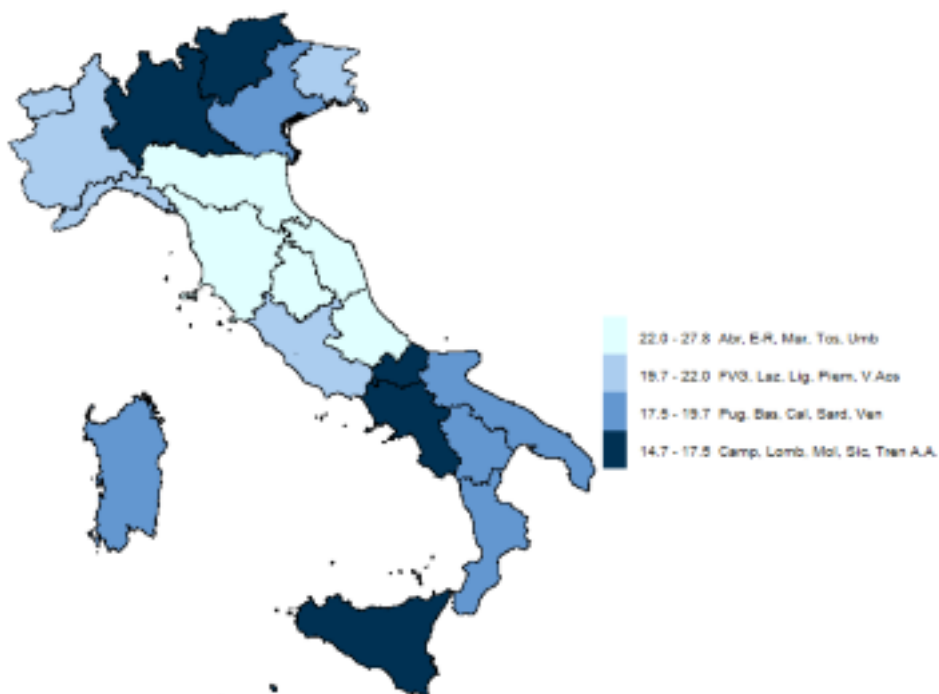 22.0 - 27.8 Abr, E-R, Mar, Tos, Umb
19.7 - 22.0 FVG, Laz, Lig, Piem, V.Aos
17.5 - 19.7 Pug, Bas, Cal, Sard, Ven
14.7 - 17.5 Camp, Lomb, Mol, Sic, Tren A.A.